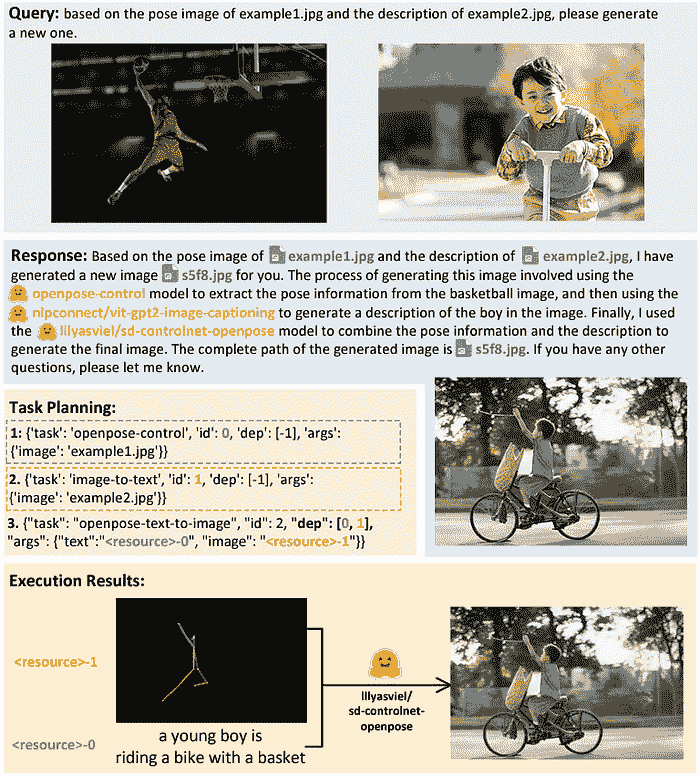 Query: based on the pose image of example1.jpg and the description of example2.jpg, please generate
a new one.
Response: Based on the pose image of example1.jpg and the description of example2.jpg, I have
generated a new image s5f8.jpg for you. The process of generating this image involved using the
openpose-control model to extract the pose information from the basketball image, and then using the
nlpconnect/vit-gpt2-image-captioning to generate a description of the boy in the image. Finally, I used
the lllyasviel/sd-controlnet-openpose model to combine the pose information and the description to
generate the final image. The complete path of the generated image is s5f8.jpg. If you have any other
questions, please let me know.
Task Planning:
1: {'task': 'openpose-control', 'id': 0, 'dep': [-1], 'args':
{'image': 'example1.jpg'}}
2. {'task': 'image-to-text', 'id': 1, 'dep': [-1], 'args':
{'image': 'example2.jpg'}}
3. {"task": "openpose-text-to-image", "id": 2, "dep": [0, 1],
"args": {"text":"<resource>-0", "image": "<resource>-1"}}
Execution Results:
<resource>-1
lllyasviel/
sd-controlnet-
openpose
<resource>-0
a young boy is
riding a bike with a basket